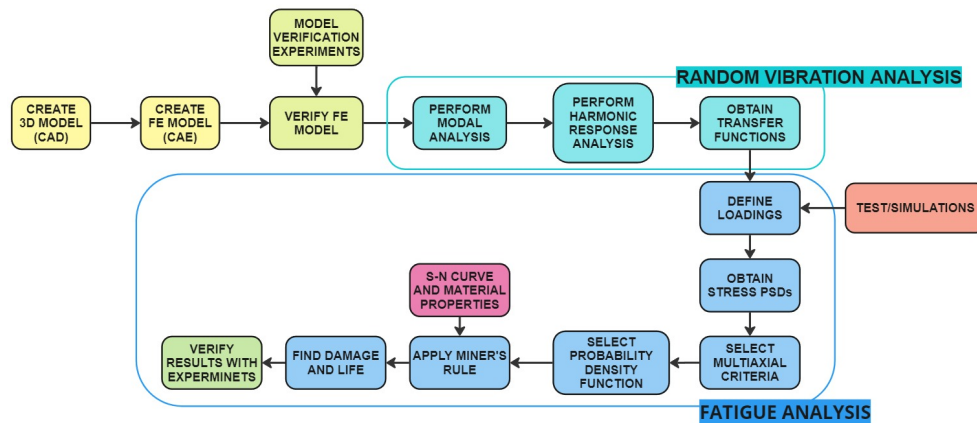 MODEL
VERIFICATION
EXPERIMENTS
RANDOM VIBRATION ANALYSIS
CREATE
3D MODEL
(CAD)
CREATE
FE MODEL
(CAE)
VERIFY FE
MODEL
PERFORM
MODAL
ANALYSIS
PERFORM
HARMONIC
RESPONSE
ANALYSIS
OBTAIN
TRANSFER
FUNCTIONS
DEFINE
LOADINGS
TEST/SIMULATIONS
OBTAIN
STRESS PSDs
S-N CURVE
AND MATERIAL
PROPERTIES
VERIFY
RESULTS WITH
EXPERMINETS
FIND DAMAGE
AND LIFE
APPLY MINER'S
RULE
SELECT
PROBABILITY
DENSITY
FUNCTION
SELECT
MULTIAXIAL
CRITERIA
FATIGUE ANALYSIS